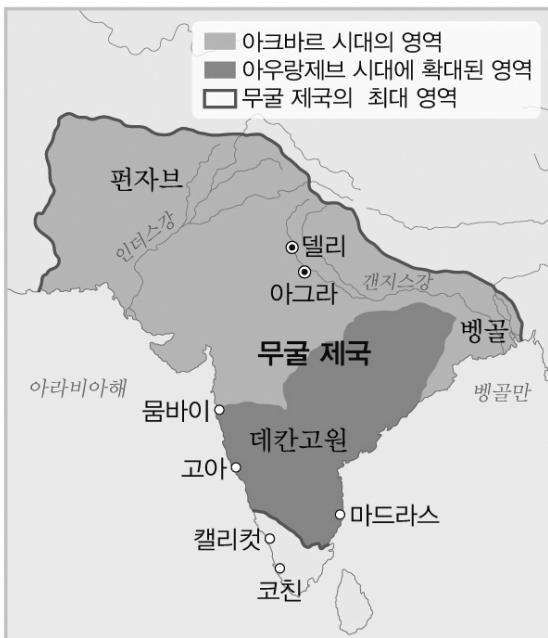 아크바르 시대의 영역
아우랑제브 시대에 확대된 영역
무굴 제국의 최대 영역
펀자브
인더스강
델리
아그라
갠지스강
벵골
무굴 제국
아라비아해
벵골만
뭄바이
데칸고원
고아
마드라스
캘리컷
코친